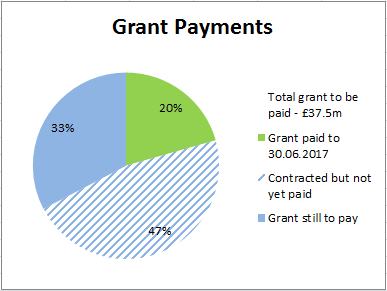 Grant Payments
20%
33%
47%
Total grant to be
paid - £37.5m
Grant paid to
30.06.2017
Contracted but not
yet paid
Grant still to pay